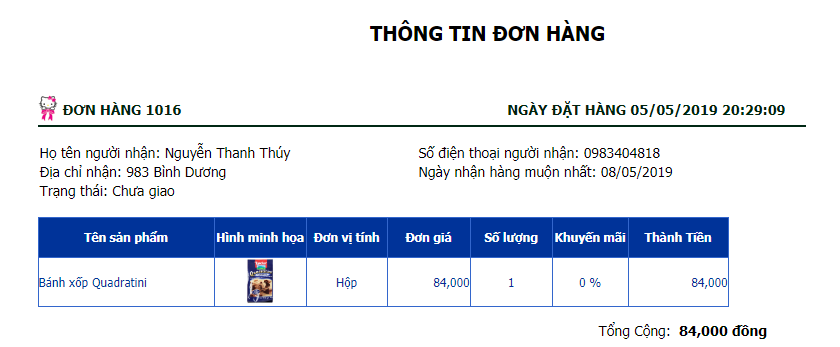 THÔNG TIN ĐƠN HÀNG
ĐƠN HÀNG 1016 NGÀY ĐẶT HÀNG 05/05/2019 20:29:09
Họ tên người nhận: Nguyễn Thanh Thúy Số điện thoại người nhận: 0983404818
Địa chỉ nhận: 983 Bình Dương Ngày nhận hàng muộn nhất: 08/05/2019
Trạng thái: Chưa giao
Tên sản phẩm Hình minh họa Đơn vị tính Đơn giá Số lượng Khuyến mãi Thành Tiền
Bánh xốp Quadratini Hộp 84,000 1 0 % 84,000
Tổng Cộng: 84,000 đồng